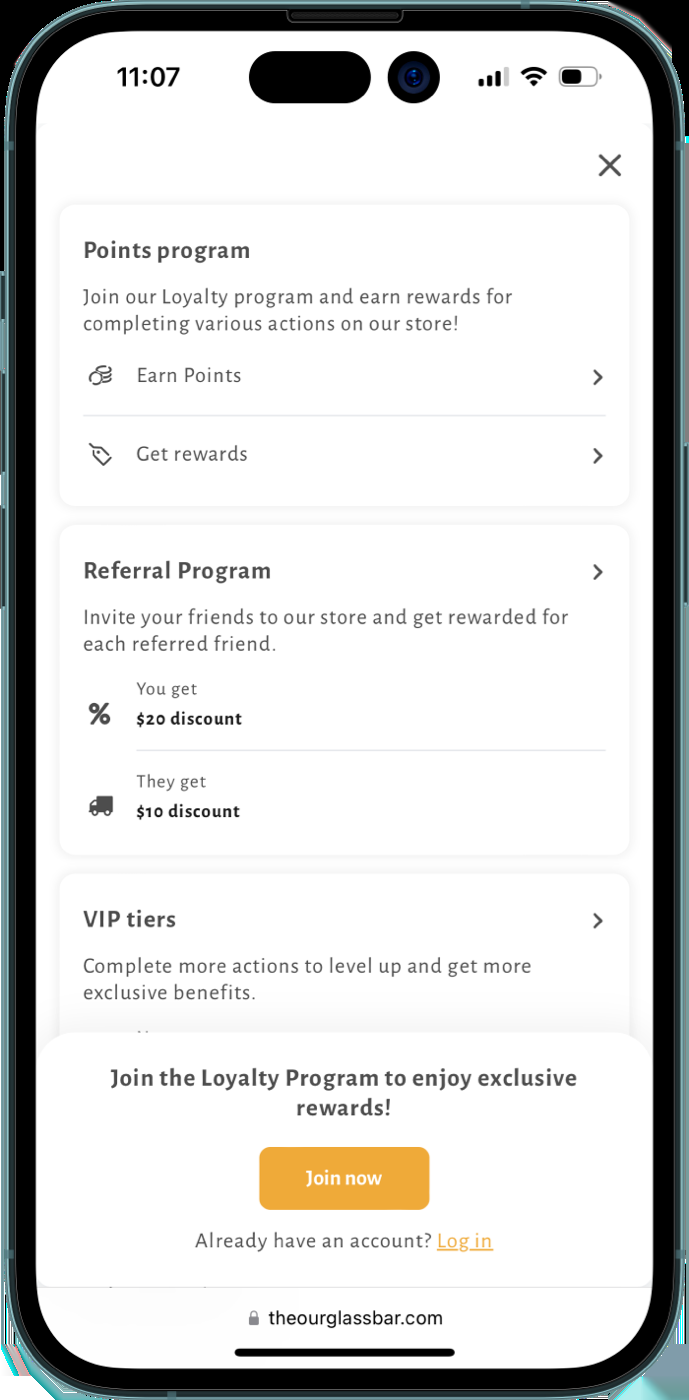 11:07
Points program
Join our Loyalty program and earn rewards for
completing various actions on our store!
Earn Points
Get rewards
Referral Program
Invite your friends to our store and get rewarded for
each referred friend.
You get
$20 discount
They get
$10 discount
VIP tiers
Complete more actions to level up and get more
exclusive benefits.
Join the Loyalty Program to enjoy exclusive
rewards!
Join now
Already have an account? Log in
theourglassbar.com